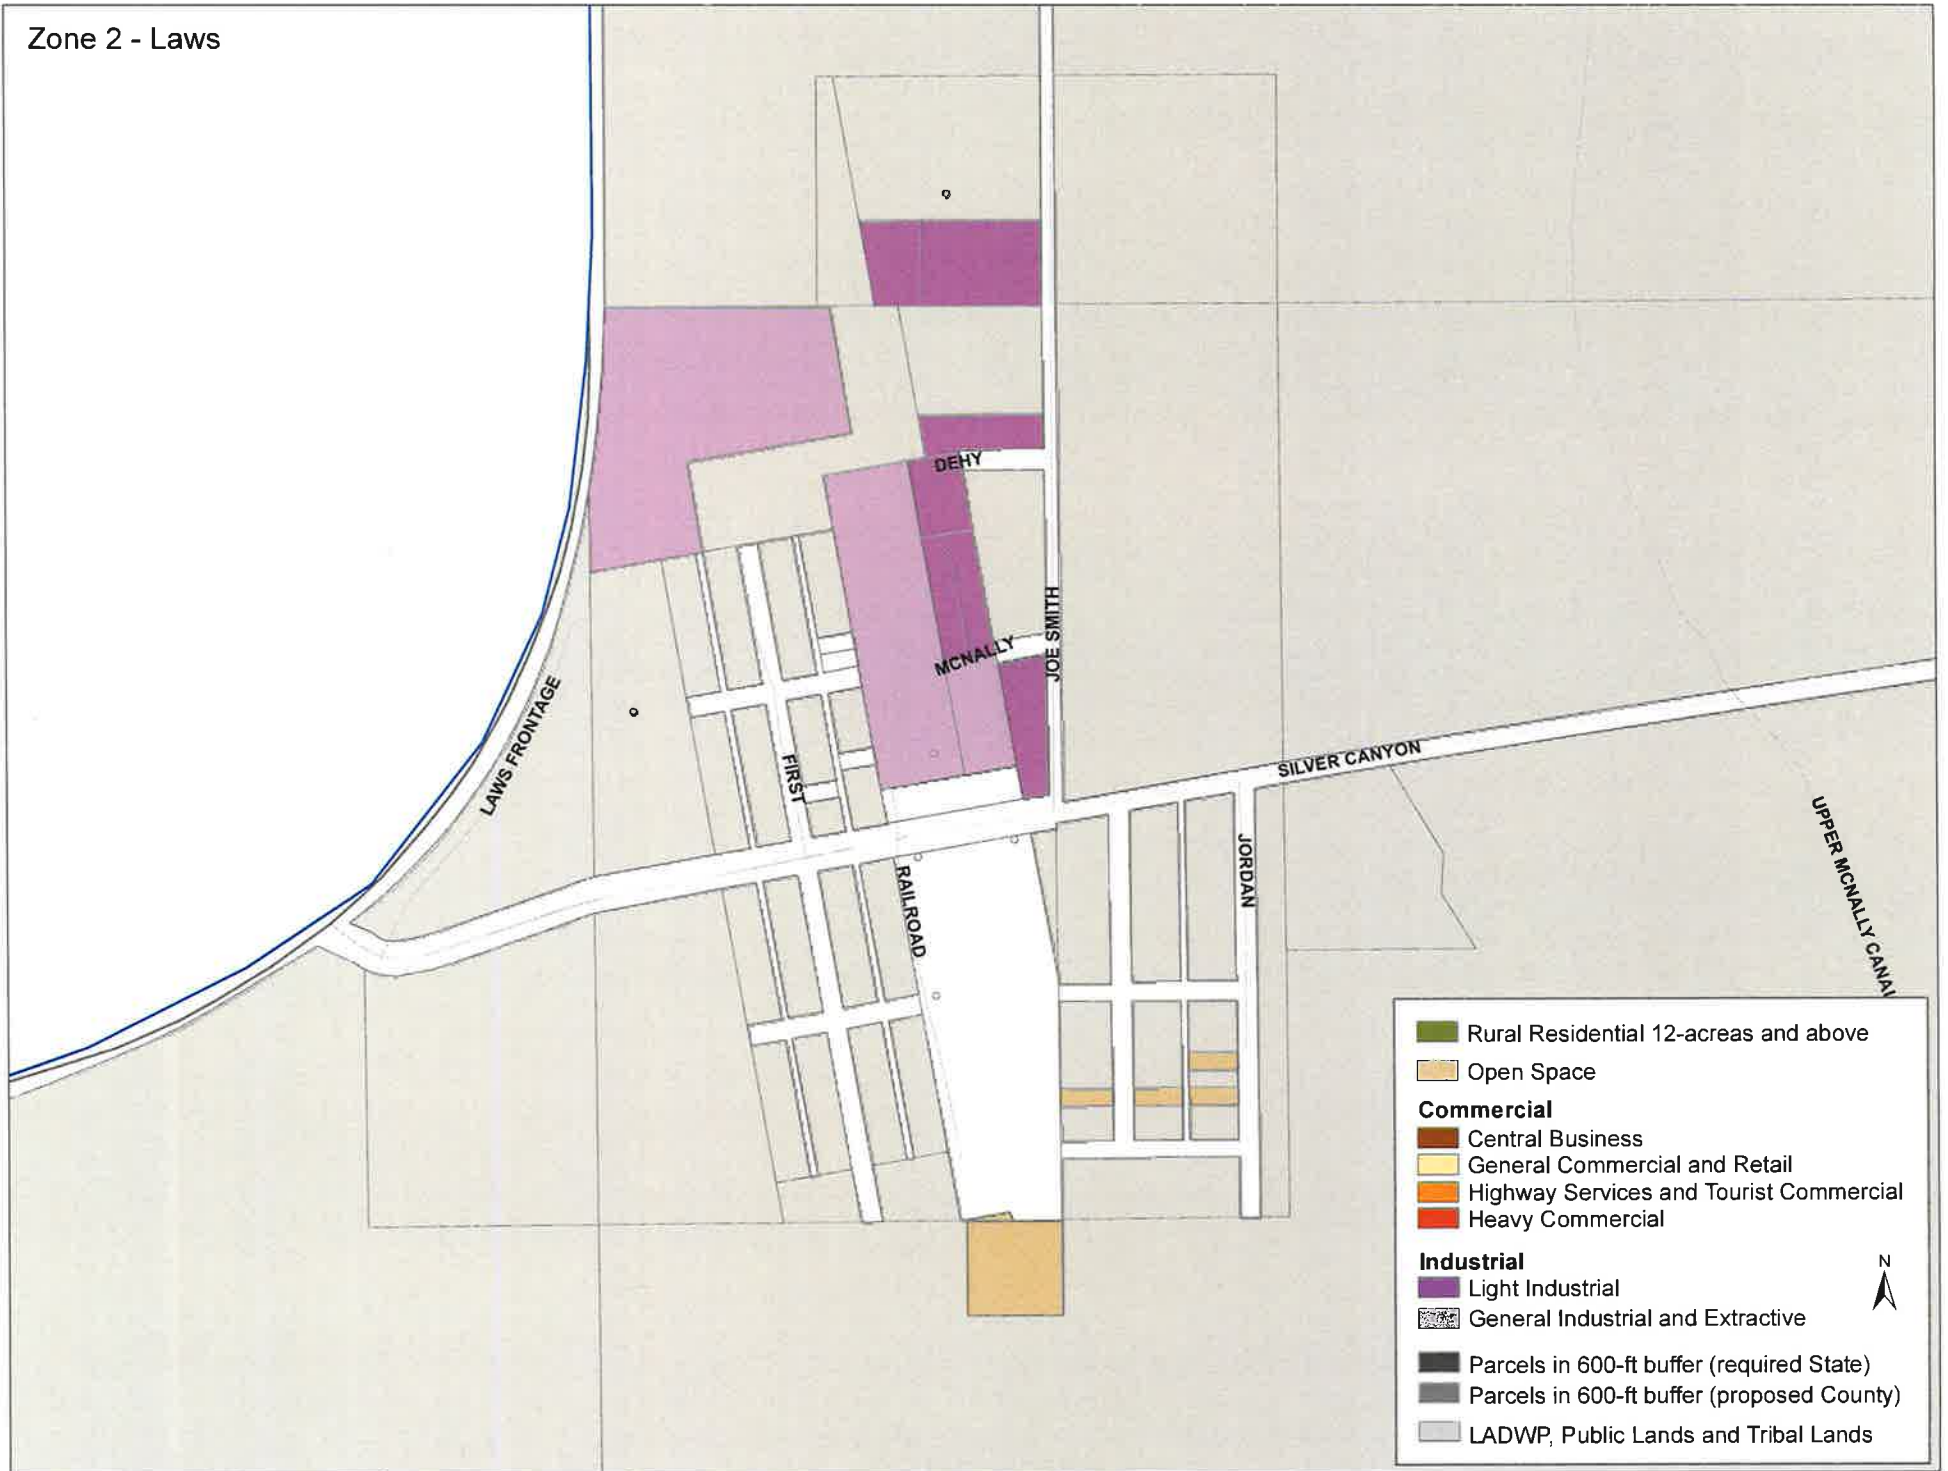 Zone 2 - Laws
DEHY
MCNALLY
JOE SMITH
LAWS FRONTAGE
FIRST
SILVER CANYON
RAILROAD
JORDAN
UPPER MCNALLY CANAL
Rural Residential 12-acreas and above
Open Space
Commercial
Central Business
General Commercial and Retail
Highway Services and Tourist Commercial
Heavy Commercial
Industrial
N
Light Industrial
General Industrial and Extractive
Parcels in 600-ft buffer (required State)
Parcels in 600-ft buffer (proposed County)
LADWP, Public Lands and Tribal Lands